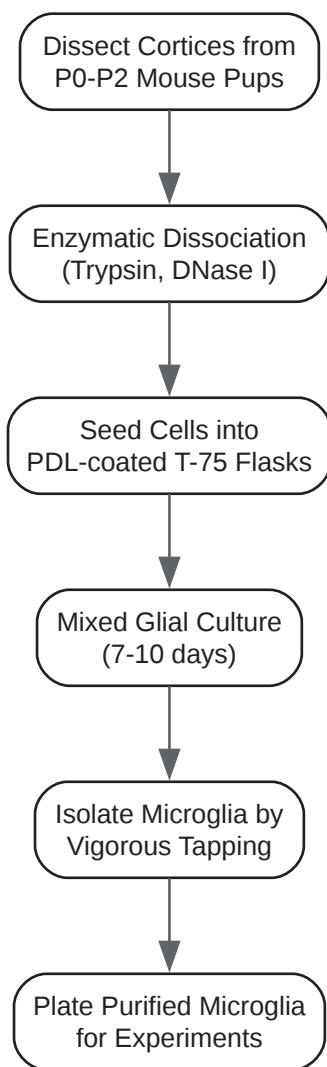 Dissect Cortices from
P0-P2 Mouse Pups
Enzymatic Dissociation
(Trypsin, DNase I)
Seed Cells into
PDL-coated T-75 Flasks
Mixed Glial Culture
(7-10 days)
Isolate Microglia by
Vigorous Tapping
Plate Purified Microglia
for Experiments